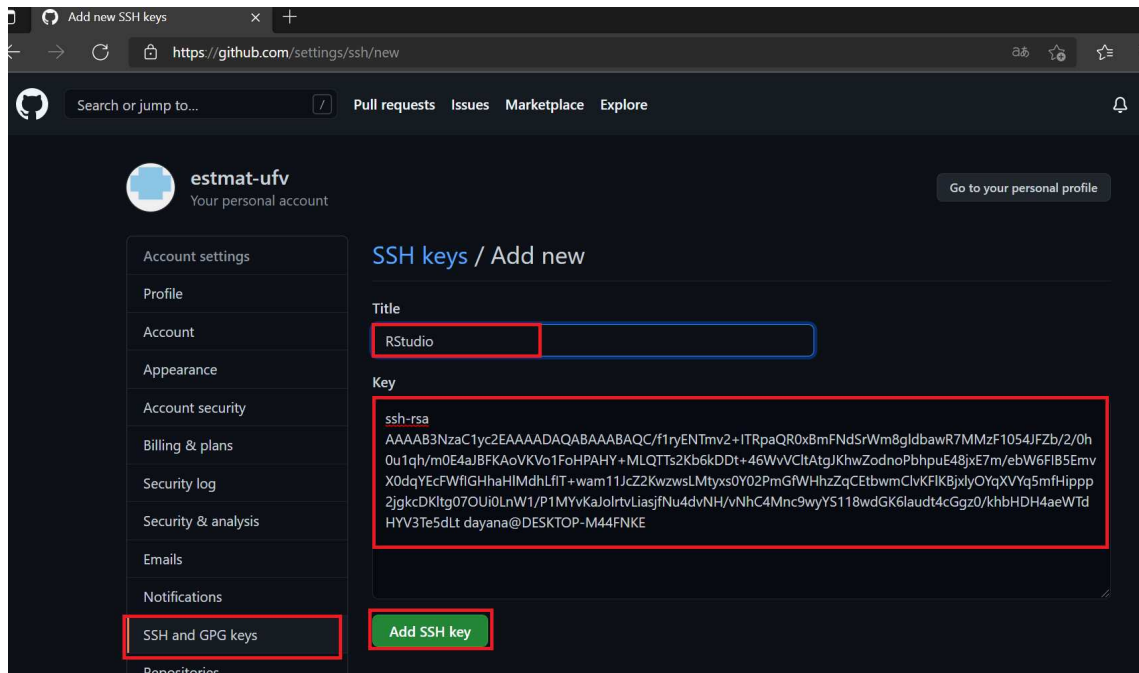 Add new SSH keys
https://github.com/settings/ssh/new
Search or jump to...
/
Pull requests Issues Marketplace Explore
estmat-ufv
Your personal account
Go to your personal profile
Account settings
Profile
Account
Appearance
Account security
Billing & plans
Security log
Security & analysis
Emails
Notifications
SSH and GPG keys
SSH keys / Add new
Title
RStudio
Key
ssh-rsa
AAAAB3NzaC1yc2EAAAADAQABAAABAQC/f1ryENTmv2+ITRpaQR0xBmFNdSrWm8gldbawR7MMzF1054JFZb/2/0h
0u1qh/m0E4aJBFKAoVKVo1FoHPAHY+MLQTTs2Kb6kDDt+46WvVCltAtgJKhwZodnoPbhpuE48jxE7m/ebW6FIB5Emv
X0dqYEcFWfIGHhaHlMdhLfIT+wam11JcZ2KwzwsLMtyxs0Y02PmGfWHhzZqCEtbwmClvKFlKBjxlyOYqXVYq5mfHippp
2jgkcDKItg07OUi0LnW1/P1MYvKaJolrtvLiasjfNu4dvNH/vNhC4Mnc9wyYS118wdGK6laudt4cGgz0/khbHDH4aeWTd
HYV3Te5dLt dayana@DESKTOP-M44FNKE
Add SSH key
Repositories